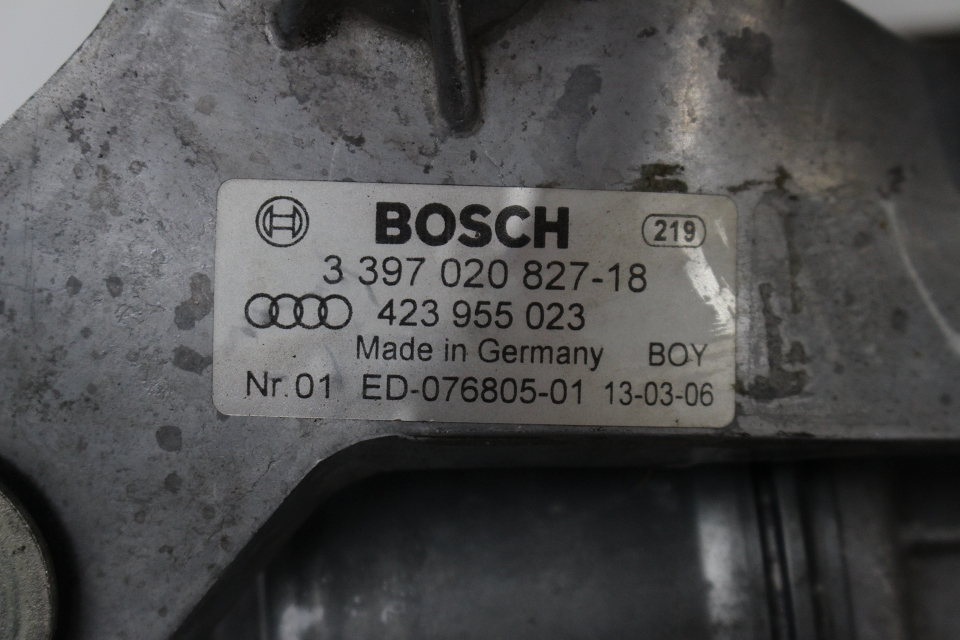 BOSCH 219
3 397 020 827-18
423 955 023
Made in Germany BOY
Nr. 01 ED-076805-01 13-03-06